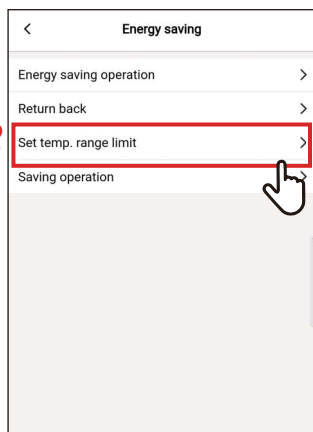 Energy saving
Energy saving operation
Return back
Set temp. range limit
Saving operation